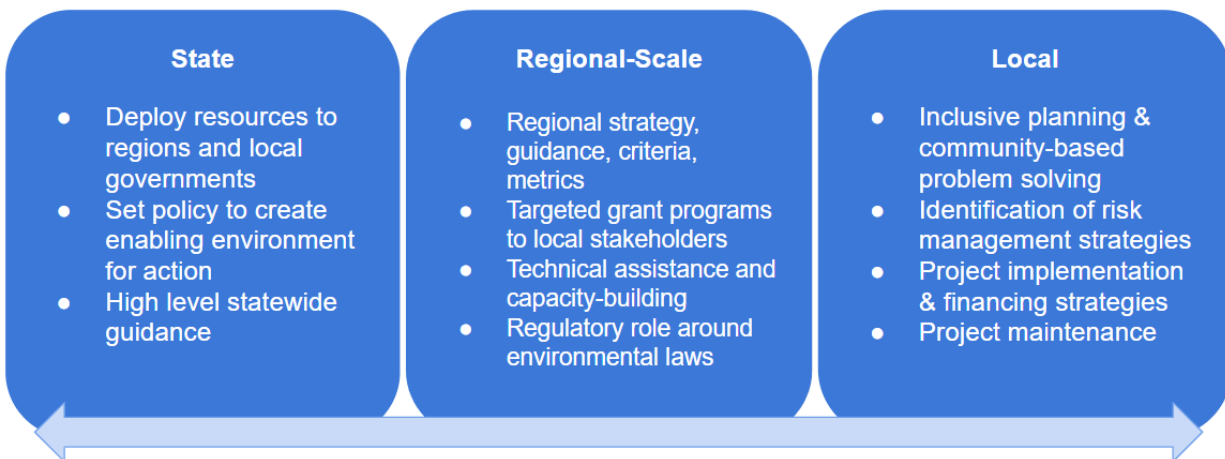 State
● Deploy resources to
regions and local
governments
● Set policy to create
enabling environment
for action
● High level statewide
guidance
Regional-Scale
● Regional strategy,
guidance, criteria,
metrics
● Targeted grant programs
to local stakeholders
● Technical assistance and
capacity-building
● Regulatory role around
environmental laws
Local
● Inclusive planning &
community-based
problem solving
● Identification of risk
management strategies
● Project implementation
& financing strategies
● Project maintenance